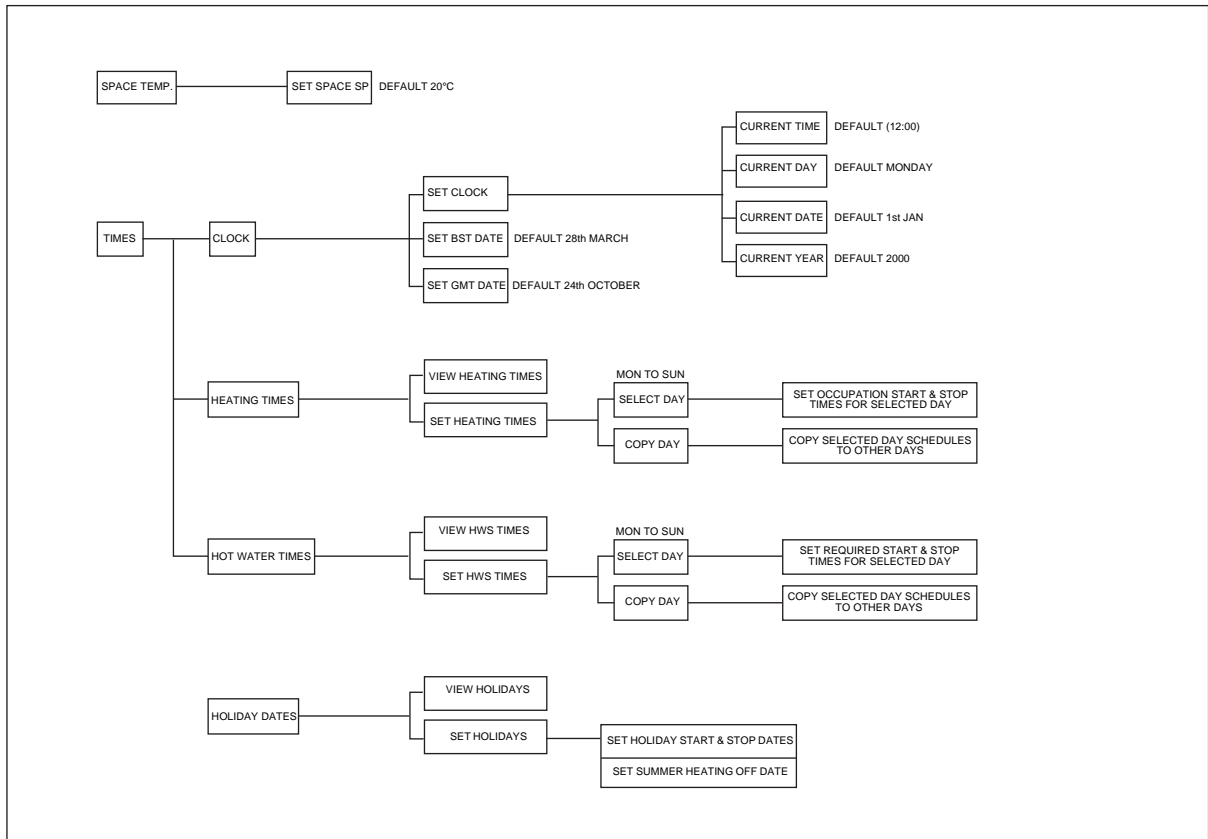 SPACE TEMP.
SET SPACE SP
DEFAULT 20°C
CURRENT TIME
DEFAULT (12:00)
CURRENT DAY
DEFAULT MONDAY
SET CLOCK
CURRENT DATE
DEFAULT 1st JAN
TIMES
CLOCK
SET BST DATE
DEFAULT 28th MARCH
CURRENT YEAR
DEFAULT 2000
SET GMT DATE
DEFAULT 24th OCTOBER
VIEW HEATING TIMES
MON TO SUN
HEATING TIMES
SELECT DAY
SET OCCUPATION START & STOP
TIMES FOR SELECTED DAY
SET HEATING TIMES
COPY DAY
COPY SELECTED DAY SCHEDULES
TO OTHER DAYS
VIEW HWS TIMES
MON TO SUN
HOT WATER TIMES
SELECT DAY
SET REQUIRED START & STOP
TIMES FOR SELECTED DAY
SET HWS TIMES
COPY DAY
COPY SELECTED DAY SCHEDULES
TO OTHER DAYS
VIEW HOLIDAYS
HOLIDAY DATES
SET HOLIDAYS
SET HOLIDAY START & STOP DATES
SET SUMMER HEATING OFF DATE